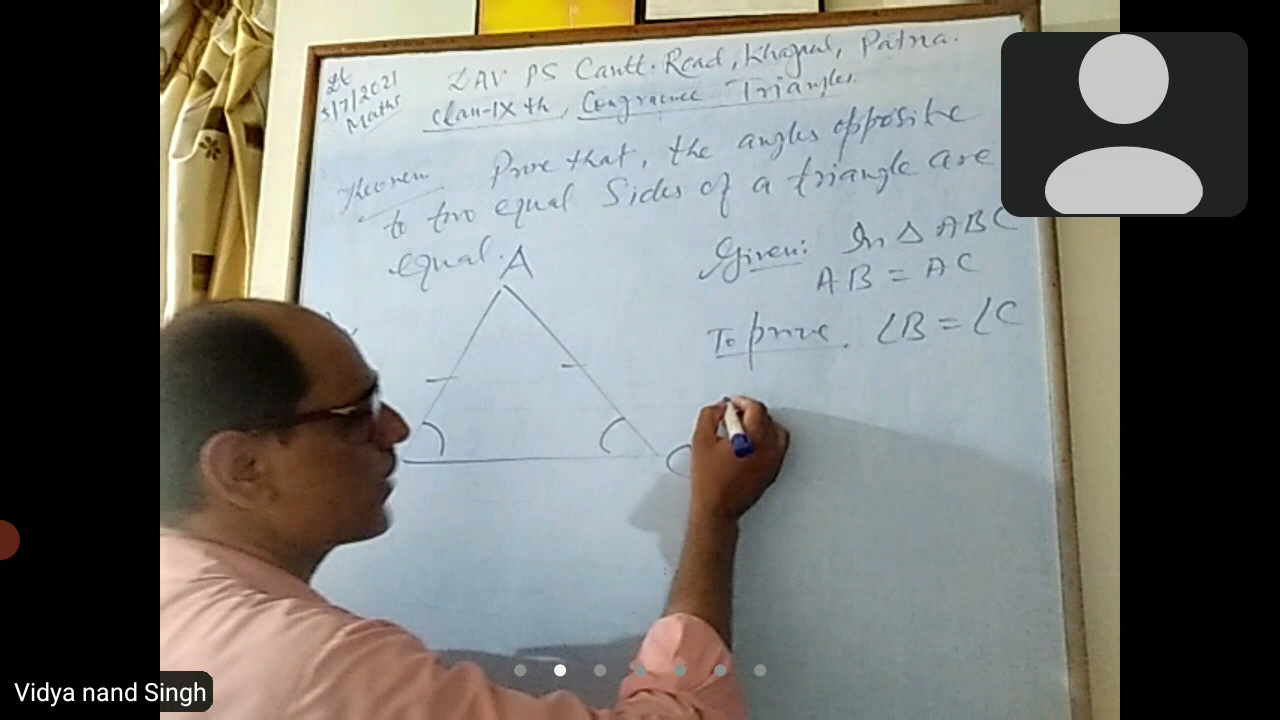 Dt
5/7/2021
Maths
DAV PS Cantt. Road, Khagaul, Patna.
Class-IX th, Congruence Triangles.
Theorem Prove that, the angles opposite
to two equal Sides of a triangle are
equal.
Given: In Δ ABC
AB = AC
To prove. ∠B = ∠C
A
C
Vidya nand Singh